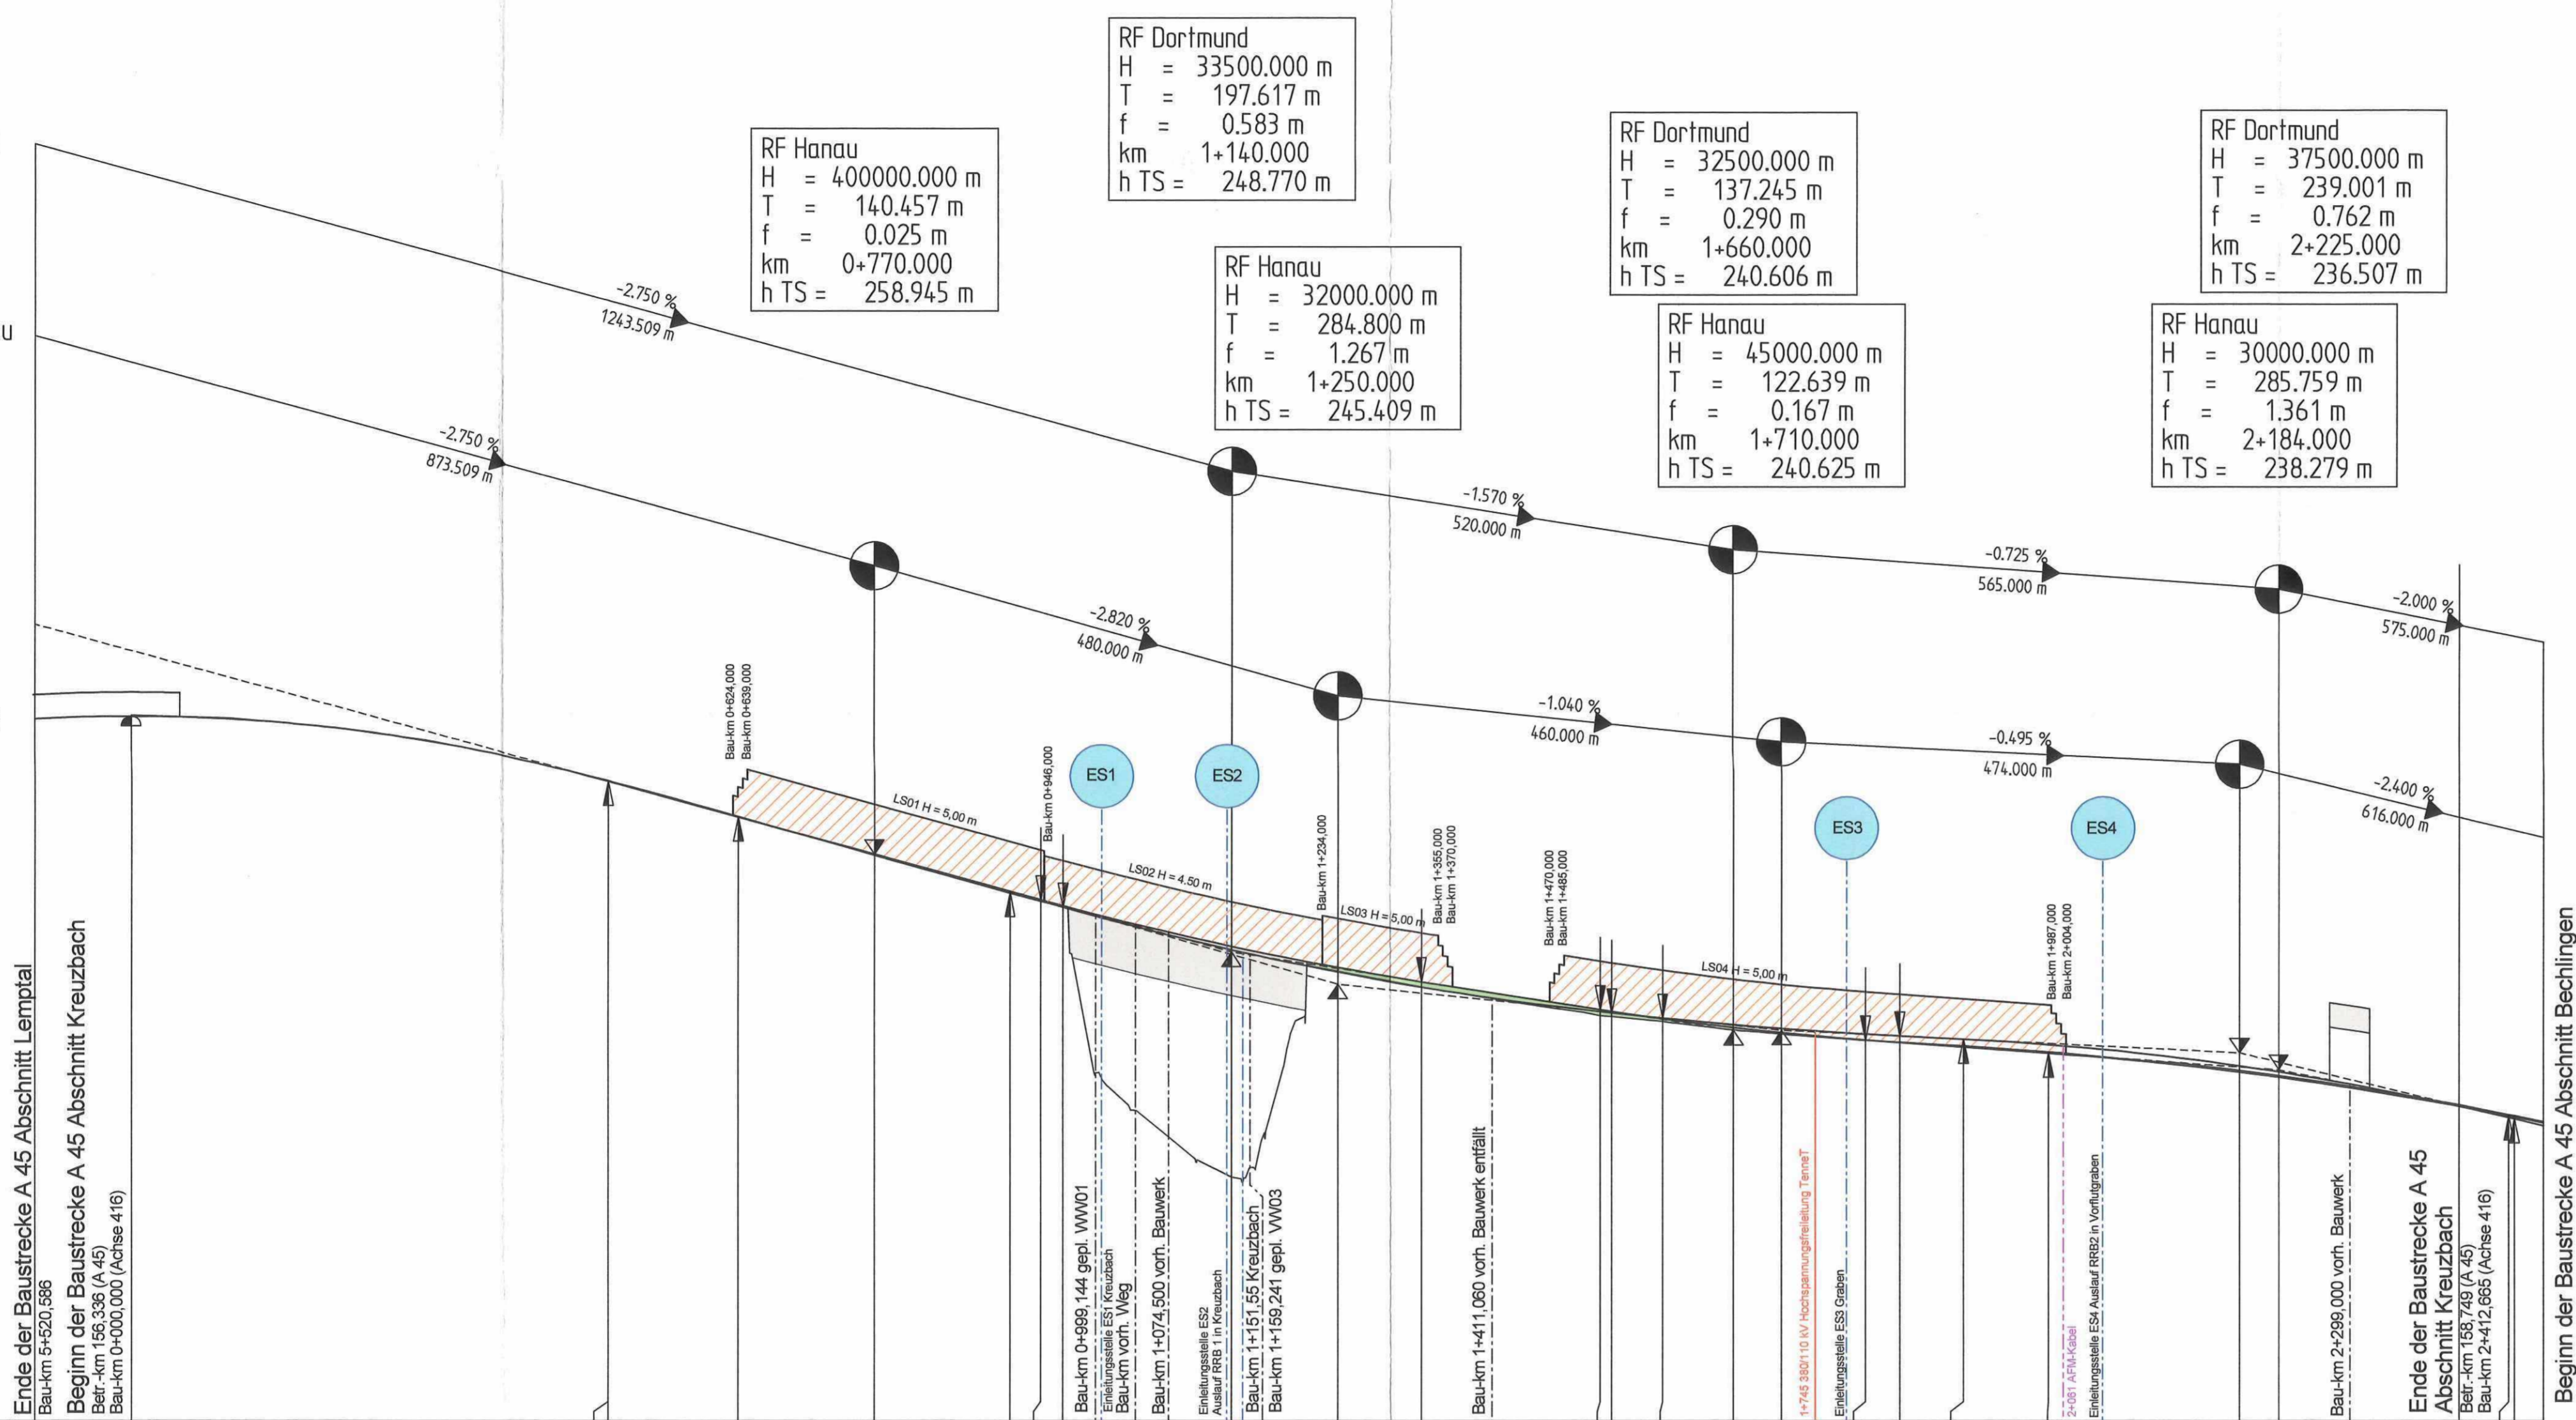 RF Dortmund
H = 33500.000 m
T = 197.617 m
f = 0.583 m
km 1+140.000
h TS = 248.770 m
RF Hanau
H = 400000.000 m
T = 140.457 m
f = 0.025 m
km 0+770.000
h TS = 258.945 m
RF Hanau
H = 32000.000 m
T = 284.800 m
f = 1.267 m
km 1+250.000
h TS = 245.409 m
RF Dortmund
H = 32500.000 m
T = 137.245 m
f = 0.290 m
km 1+660.000
h TS = 240.606 m
RF Hanau
H = 45000.000 m
T = 122.639 m
f = 0.167 m
km 1+710.000
h TS = 240.625 m
RF Dortmund
H = 37500.000 m
T = 239.001 m
f = 0.762 m
km 2+225.000
h TS = 236.507 m
RF Hanau
H = 30000.000 m
T = 285.759 m
f = 1.361 m
km 2+184.000
h TS = 238.279 m
u
-2.750 %
1243.509 m
-1.570 %
520.000 m
-0.725 %
565.000 m
-2.000 %
575.000 m
-2.750 %
873.509 m
-2.820 %
480.000 m
-1.040 %
460.000 m
-0.495 %
474.000 m
-2.400 %
616.000 m
Bau-km 0+624,000
Bau-km 0+639,000
LS01 H = 5,00 m
Bau-km 0+946,000
ES1
ES2
LS02 H = 4.50 m
Bau-km 1+234,000
LS03 H = 5,00 m
Bau-km 1+355,000
Bau-km 1+370,000
Bau-km 1+470,000
Bau-km 1+485,000
LS04 H = 5,00 m
ES3
ES4
Bau-km 1+987,000
Bau-km 2+004,000
Ende der Baustrecke A 45 Abschnitt Lemptal
Bau-km 5+520,586
Beginn der Baustrecke A 45 Abschnitt Kreuzbach
Betr.-km 156,336 (A 45)
Bau-km 0+000,000 (Achse 416)
Bau-km 0+999,144 gepl. WW01
Einleitungsstelle ES1 Kreuzbach
Bau-km vorh. Weg
Bau-km 1+074,500 vorh. Bauwerk
Einleitungsstelle ES2
Auslauf RRB 1 in Kreuzbach
Bau-km 1+151,55 Kreuzbach
Bau-km 1+159,241 gepl. VW03
Bau-km 1+411,060 vorh. Bauwerk entfällt
1+745 380/110 kV Hochspannungsfreileitung TenneT
Einleitungsstelle ES3 Graben
2+061 AFM-Kabel
Einleitungsstelle ES4 Auslauf RRB2 in Vorflutgraben
Bau-km 2+299,000 vorh. Bauwerk
Ende der Baustrecke A 45
Abschnitt Kreuzbach
Betr.-km 158,749 (A 45)
Bau-km 2+412,665 (Achse 416)
Beginn der Baustrecke A 45 Abschnitt Bechlingen